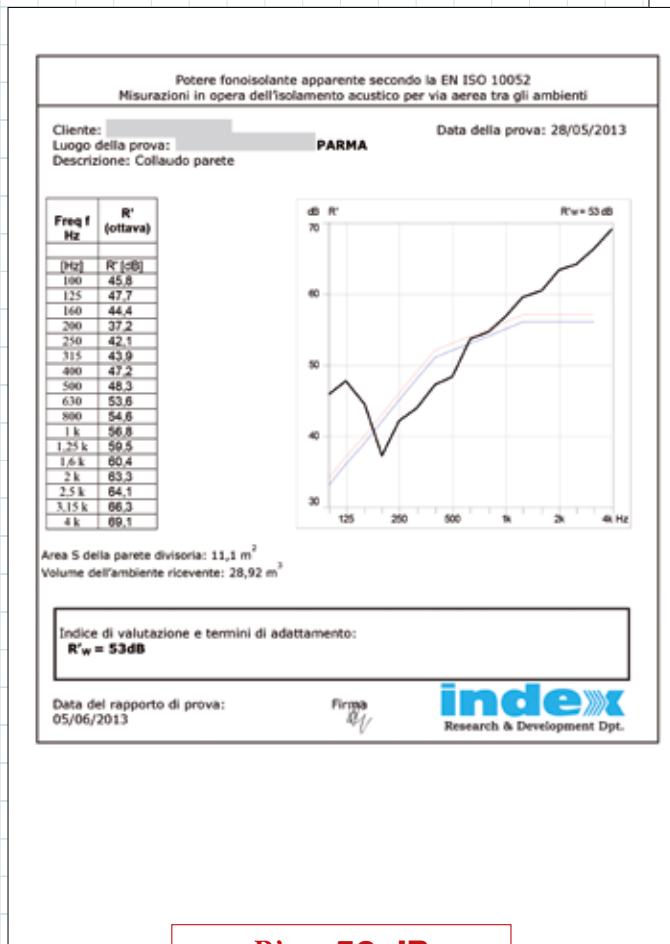 Potere fonoisolante apparente secondo la EN ISO 10052
Misurazioni in opera dell'isolamento acustico per via aerea tra gli ambienti
Cliente:
Data della prova: 28/05/2013
Luogo della prova: PARMA
Descrizione: Collaudo parete
Freq f Hz R' (ottava)
[Hz] R' [dB]
100 45,8
125 47,7
160 44,4
200 37,2
250 42,1
315 43,9
400 47,2
500 48,3
630 53,6
800 54,6
1 k 56,8
1,25 k 59,5
1,6 k 60,4
2 k 63,3
2,5 k 64,1
3,15 k 66,3
4 k 69,1
dB R' R'w = 53 dB
70
60
50
40
30
125 250 500 1k 2k 4k Hz
Area S della parete divisoria: 11,1 m²
Volume dell'ambiente ricevente: 28,92 m³
Indice di valutazione e termini di adattamento:
R'w = 53dB
Data del rapporto di prova:
05/06/2013
Firma
index
Research & Development Dpt.